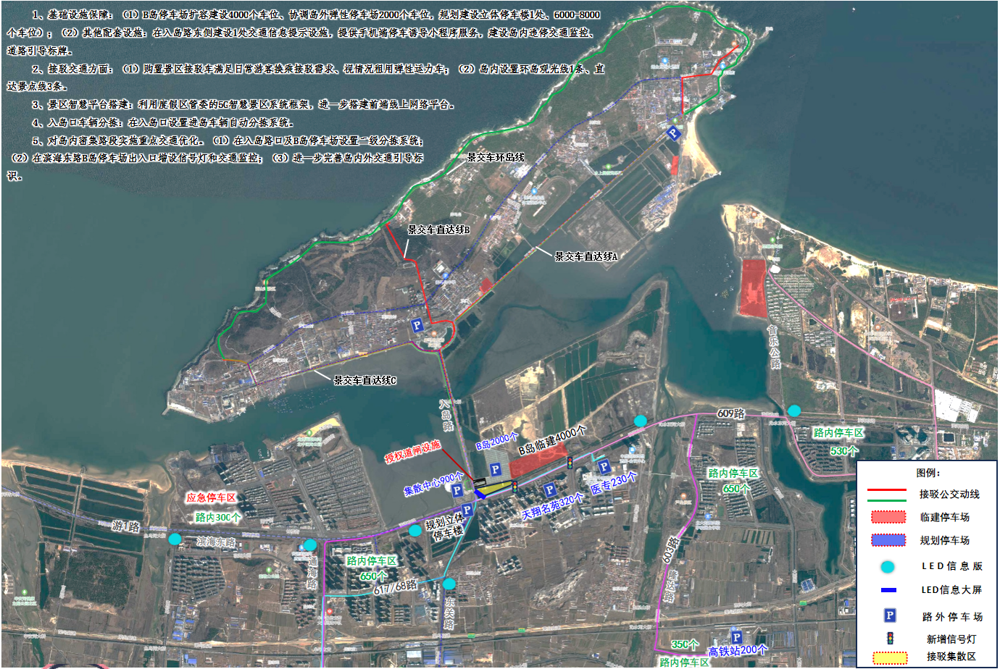 1、基础设施保障：（1）B岛停车场扩容建设4000个车位、协调岛外弹性停车场2000个车位，规划建设立体停车楼1处、6000-8000
个车位）；（2）其他配套设施：在入岛路东侧建设1处交通信息提示设施，提供手机端停车诱导小程序服务，建设岛内违停交通监控、
道路引导标牌。
2、接驳交通方面：（1）购置景区接驳车满足日常游客换乘接驳需求、视情况租用弹性运力车；（2）岛内设置环岛观光线1条、直
达景点线3条。
3、景区智慧平台搭建：利用度假区管委的5G智慧景区系统框架，进一步搭建前端线上网络平台。
4、入岛口车辆分拣：在入岛口设置进岛车辆自动分拣系统。
5、对岛内密集路段实施重点交通优化。（1）在入岛路口及B岛停车场设置二级分拣系统；
（2）在滨海东路B岛停车场出入口增设信号灯和交通监控；（3）进一步完善岛内外交通引导标
识。
景交车环岛线
景交车直达线B
景交车直达线A
景交车直达线C
音乐公路
入岛路
609路
B岛2000个
B岛临建4000个
授权道闸设施
集散中心900个
医专230个
天翔名苑320个
规划立体
停车楼
路内停车区
530个
路内停车区
650个
应急停车区
路内300个
游1路
滨海东路
通海路
路内停车区
650个
617/68路
东关路
603路
隆达路
350个
路内停车区
高铁站200个
图例：
接驳公交动线
临建停车场
规划停车场
LED信息版
LED信息大屏
P 路外停车场
新增信号灯
接驳集散区